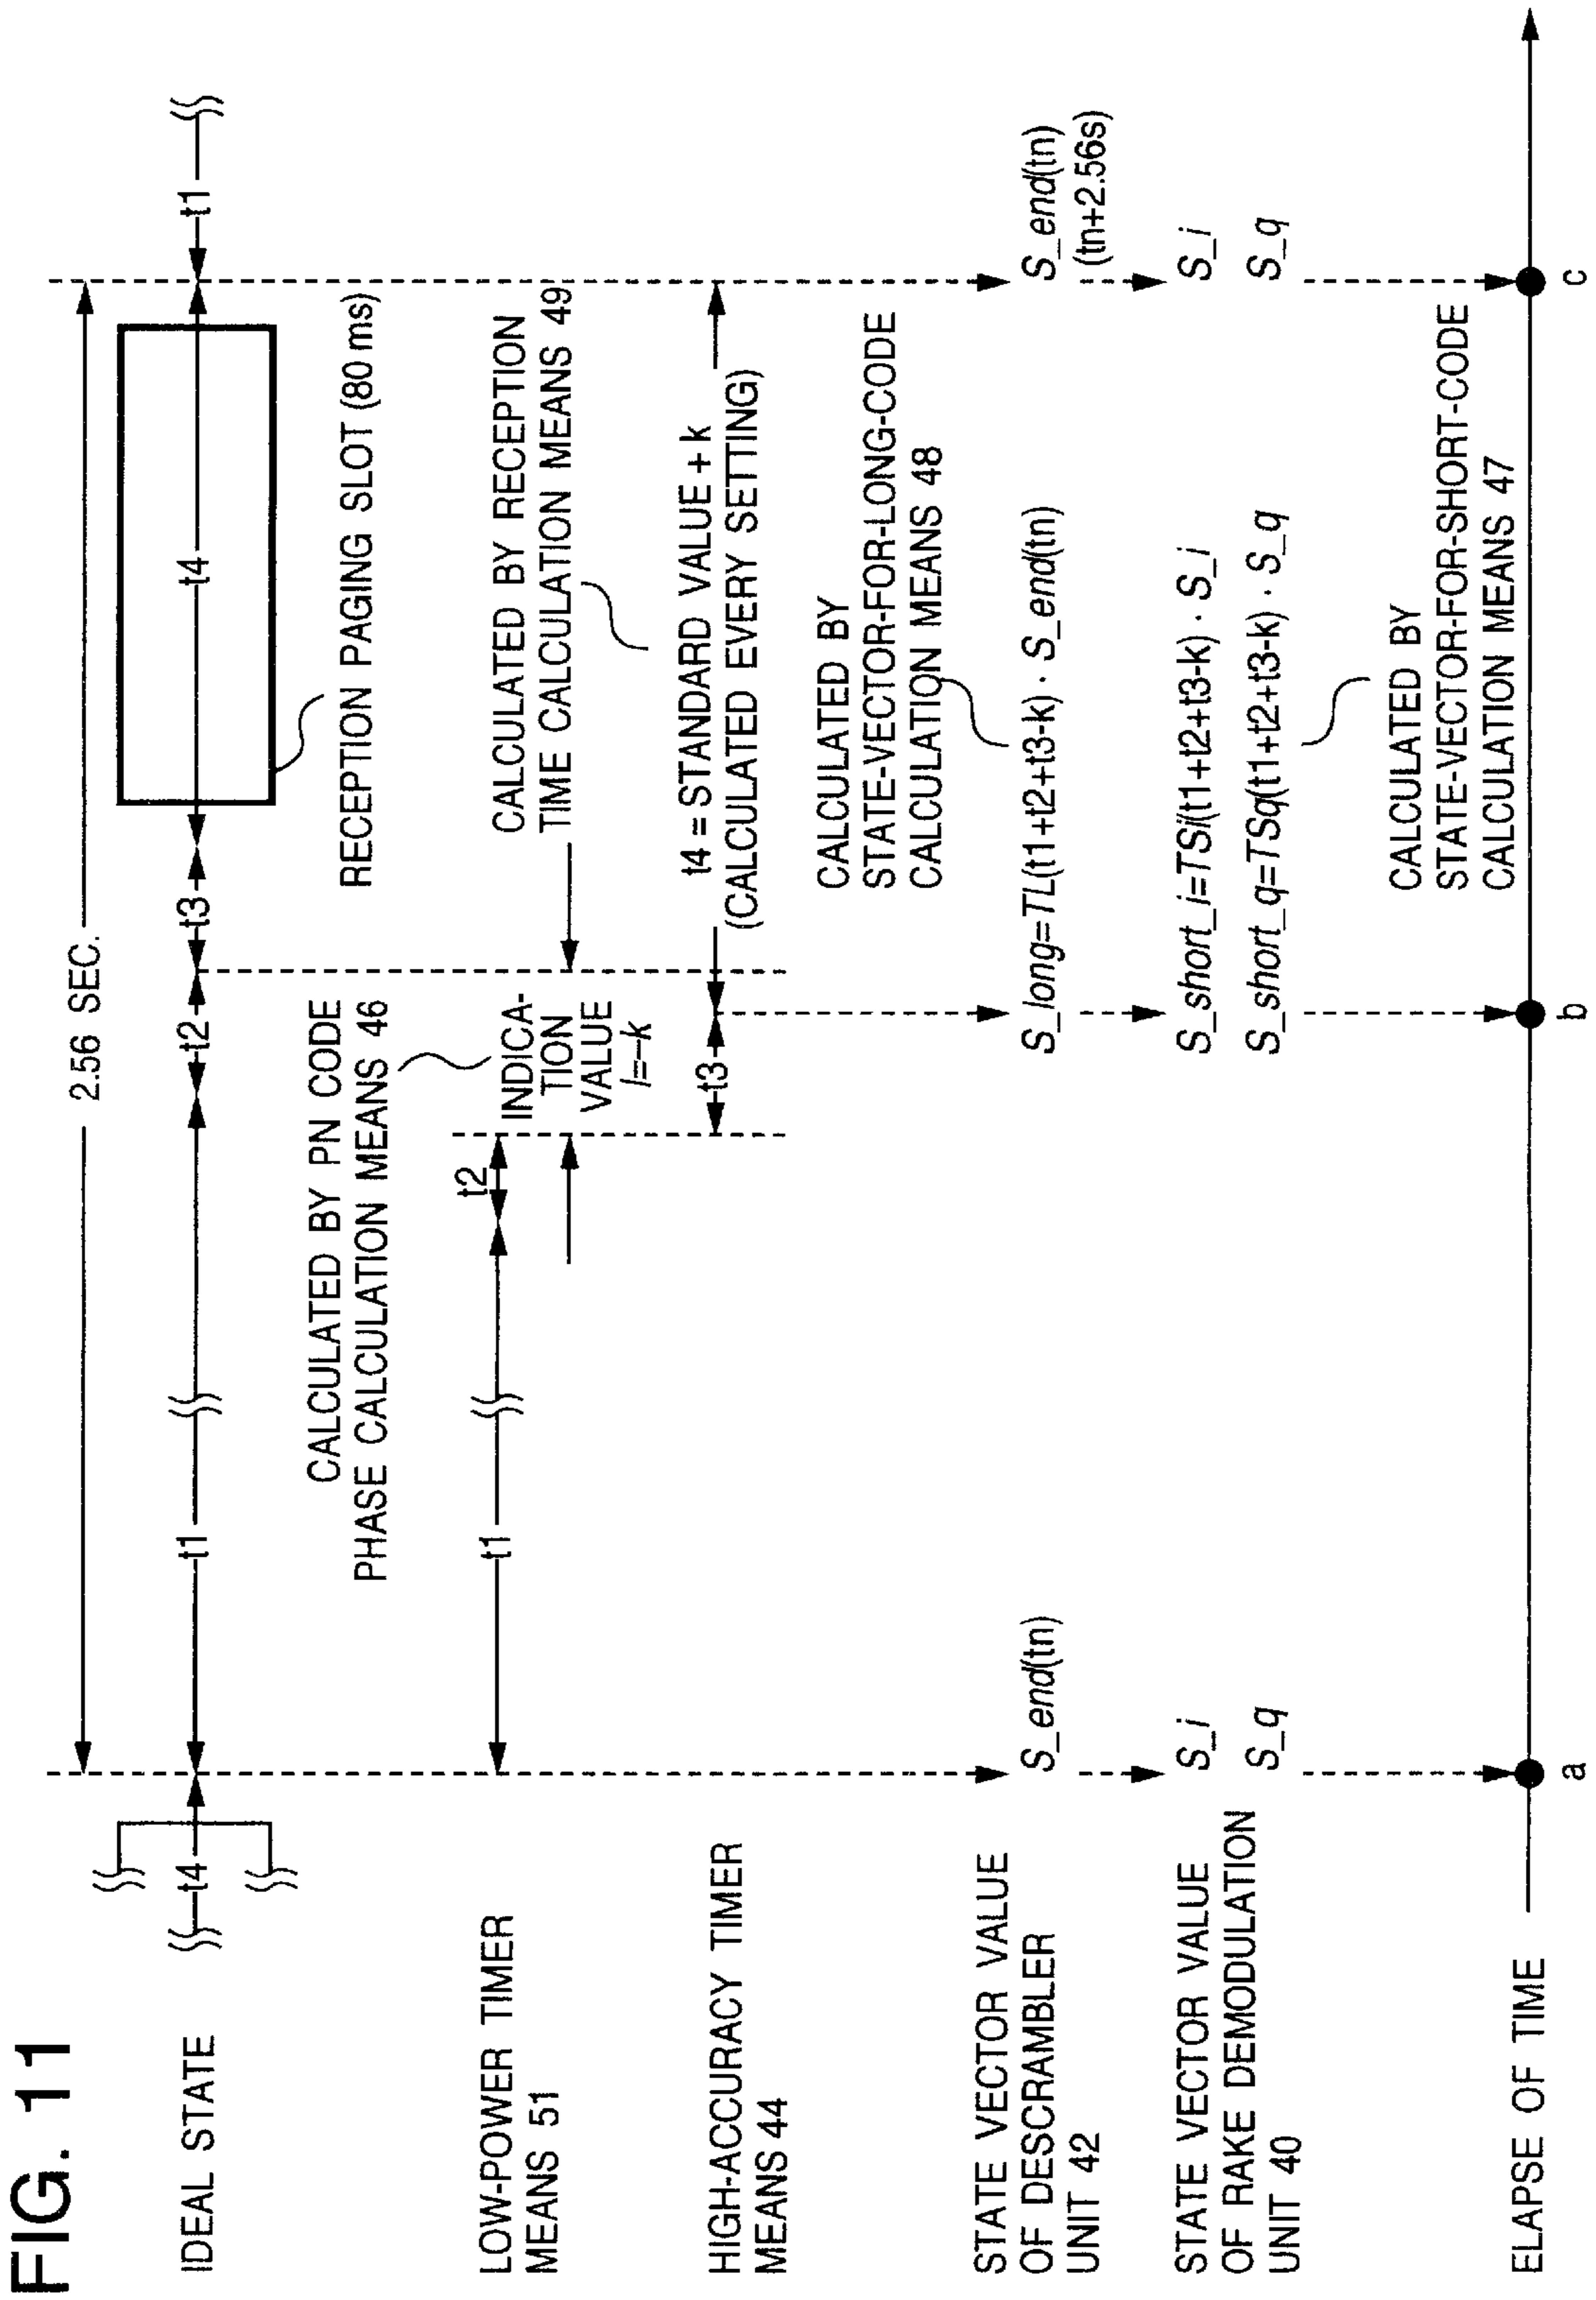 FIG. 11
2.56 SEC.
IDEAL STATE
t4
t1
t2
t3
t4
t1
RECEPTION PAGING SLOT (80 ms)
CALCULATED BY PN CODE
PHASE CALCULATION MEANS 46
LOW-POWER TIMER
MEANS 51
t1
t2
INDICA-
TION
VALUE
l=-k
CALCULATED BY RECEPTION
TIME CALCULATION MEANS 49
HIGH-ACCURACY TIMER
MEANS 44
t3
t4 = STANDARD VALUE + k
(CALCULATED EVERY SETTING)
CALCULATED BY
STATE-VECTOR-FOR-LONG-CODE
CALCULATION MEANS 48
STATE VECTOR VALUE
OF DESCRAMBLER
UNIT 42
S_end(tn)
S_long=TL(t1+t2+t3-k) · S_end(tn)
S_end(tn)
(tn+2.56s)
STATE VECTOR VALUE
OF RAKE DEMODULATION
UNIT 40
S_i
S_q
S_short_i=TSi(t1+t2+t3-k) · S_i
S_short_q=TSq(t1+t2+t3-k) · S_q
S_i
S_q
CALCULATED BY
STATE-VECTOR-FOR-SHORT-CODE
CALCULATION MEANS 47
ELAPSE OF TIME
a
b
c